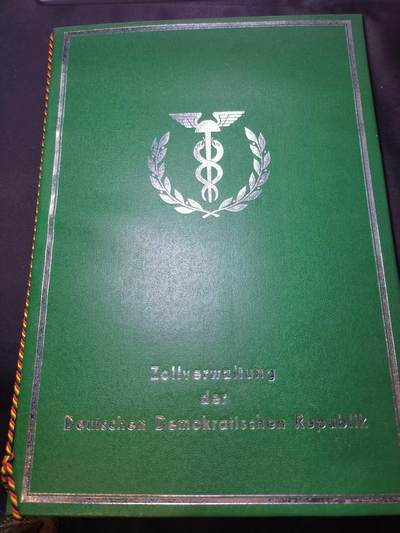 Zollverwaltung
der
Deutschen Demokratischen Republik